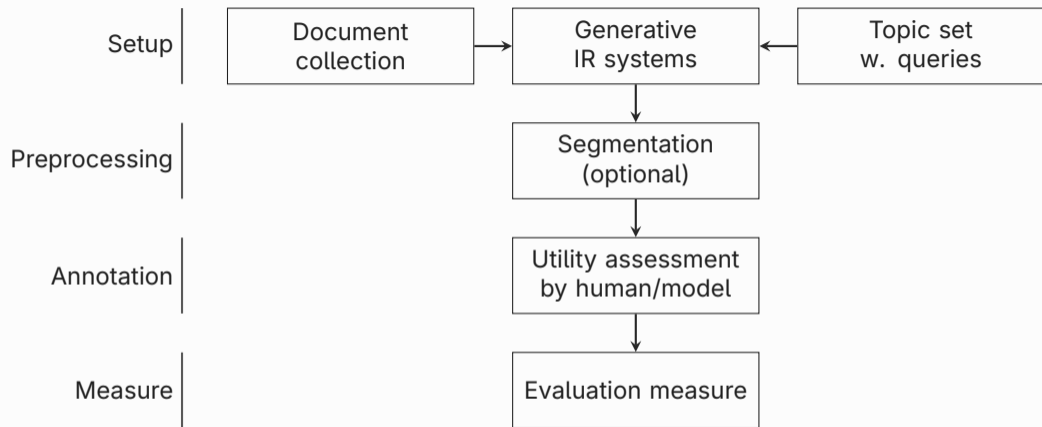 Setup
Document
collection
Generative
IR systems
Topic set
w. queries
Preprocessing
Segmentation
(optional)
Annotation
Utility assessment
by human/model
Measure
Evaluation measure